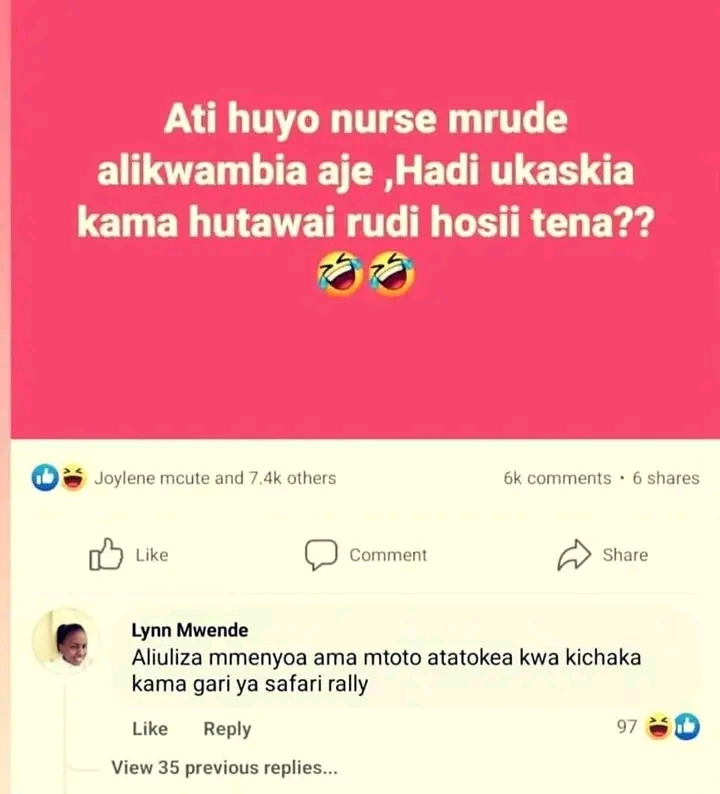 Ati huyo nurse mrude
alikwambia aje ,Hadi ukaskia
kama hutawai rudi hosii tena??
🤣🤣
Joylene mcute and 7.4k others
6k comments • 6 shares
Like
Comment
Share
Lynn Mwende
Aliuliza mmenyoa ama mtoto atatokea kwa kichaka
kama gari ya safari rally
Like Reply
97
View 35 previous replies...